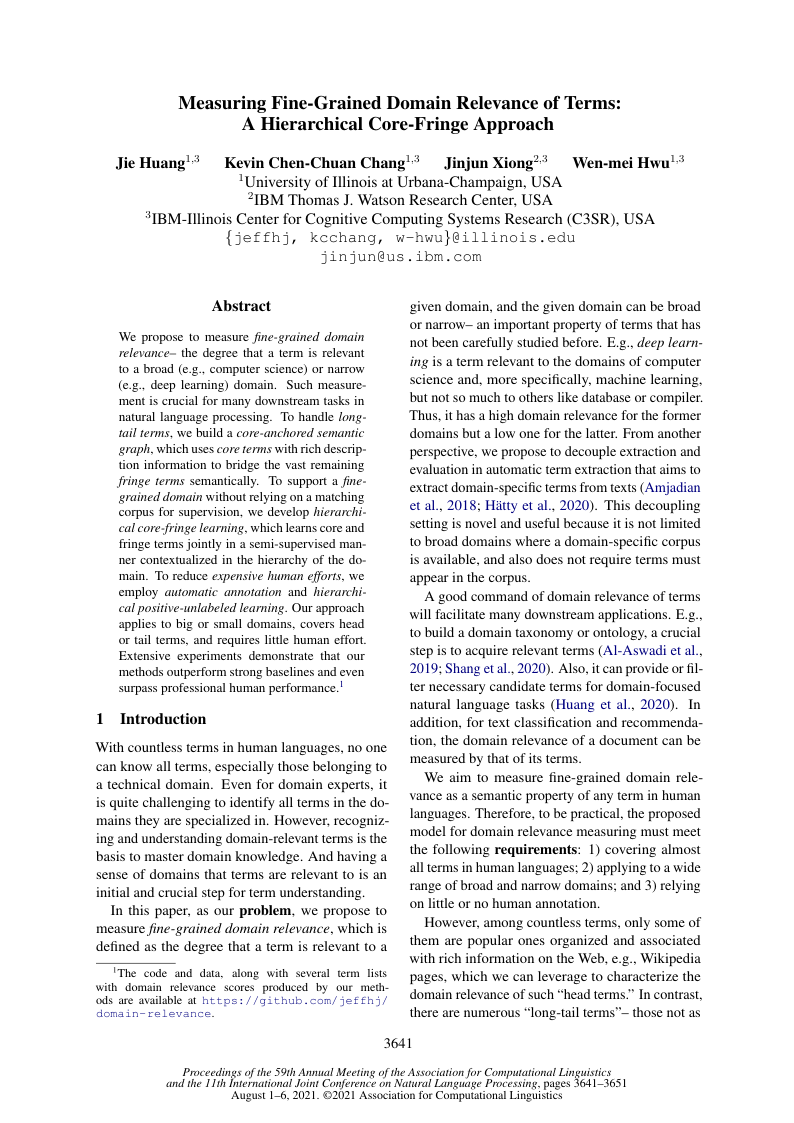 Measuring Fine-Grained Domain Relevance of Terms:
A Hierarchical Core-Fringe Approach
Jie Huang1,3 Kevin Chen-Chuan Chang1,3 Jinjun Xiong2,3 Wen-mei Hwu1,3
1University of Illinois at Urbana-Champaign, USA
2IBM Thomas J. Watson Research Center, USA
3IBM-Illinois Center for Cognitive Computing Systems Research (C3SR), USA
{jeffhj, kcchang, w-hwu}@illinois.edu
jinjun@us.ibm.com
Abstract
We propose to measure fine-grained domain
relevance– the degree that a term is relevant
to a broad (e.g., computer science) or narrow
(e.g., deep learning) domain. Such measure-
ment is crucial for many downstream tasks in
natural language processing. To handle long-
tail terms, we build a core-anchored semantic
graph, which uses core terms with rich descrip-
tion information to bridge the vast remaining
fringe terms semantically. To support a fine-
grained domain without relying on a matching
corpus for supervision, we develop hierarchi-
cal core-fringe learning, which learns core and
fringe terms jointly in a semi-supervised man-
ner contextualized in the hierarchy of the do-
main. To reduce expensive human efforts, we
employ automatic annotation and hierarchi-
cal positive-unlabeled learning. Our approach
applies to big or small domains, covers head
or tail terms, and requires little human effort.
Extensive experiments demonstrate that our
methods outperform strong baselines and even
surpass professional human performance.1
1 Introduction
With countless terms in human languages, no one
can know all terms, especially those belonging to
a technical domain. Even for domain experts, it
is quite challenging to identify all terms in the do-
mains they are specialized in. However, recogniz-
ing and understanding domain-relevant terms is the
basis to master domain knowledge. And having a
sense of domains that terms are relevant to is an
initial and crucial step for term understanding.
In this paper, as our problem, we propose to
measure fine-grained domain relevance, which is
defined as the degree that a term is relevant to a
1The code and data, along with several term lists
with domain relevance scores produced by our meth-
ods are available at https://github.com/jeffhj/
domain-relevance.
given domain, and the given domain can be broad
or narrow– an important property of terms that has
not been carefully studied before. E.g., deep learn-
ing is a term relevant to the domains of computer
science and, more specifically, machine learning,
but not so much to others like database or compiler.
Thus, it has a high domain relevance for the former
domains but a low one for the latter. From another
perspective, we propose to decouple extraction and
evaluation in automatic term extraction that aims to
extract domain-specific terms from texts (Amjadian
et al., 2018; Hätty et al., 2020). This decoupling
setting is novel and useful because it is not limited
to broad domains where a domain-specific corpus
is available, and also does not require terms must
appear in the corpus.
A good command of domain relevance of terms
will facilitate many downstream applications. E.g.,
to build a domain taxonomy or ontology, a crucial
step is to acquire relevant terms (Al-Aswadi et al.,
2019; Shang et al., 2020). Also, it can provide or fil-
ter necessary candidate terms for domain-focused
natural language tasks (Huang et al., 2020). In
addition, for text classification and recommenda-
tion, the domain relevance of a document can be
measured by that of its terms.
We aim to measure fine-grained domain rele-
vance as a semantic property of any term in human
languages. Therefore, to be practical, the proposed
model for domain relevance measuring must meet
the following requirements: 1) covering almost
all terms in human languages; 2) applying to a wide
range of broad and narrow domains; and 3) relying
on little or no human annotation.
However, among countless terms, only some of
them are popular ones organized and associated
with rich information on the Web, e.g., Wikipedia
pages, which we can leverage to characterize the
domain relevance of such “head terms.” In contrast,
there are numerous “long-tail terms”– those not as
3641
Proceedings of the 59th Annual Meeting of the Association for Computational Linguistics
and the 11th International Joint Conference on Natural Language Processing, pages 3641–3651
August 1–6, 2021. ©2021 Association for Computational Linguistics